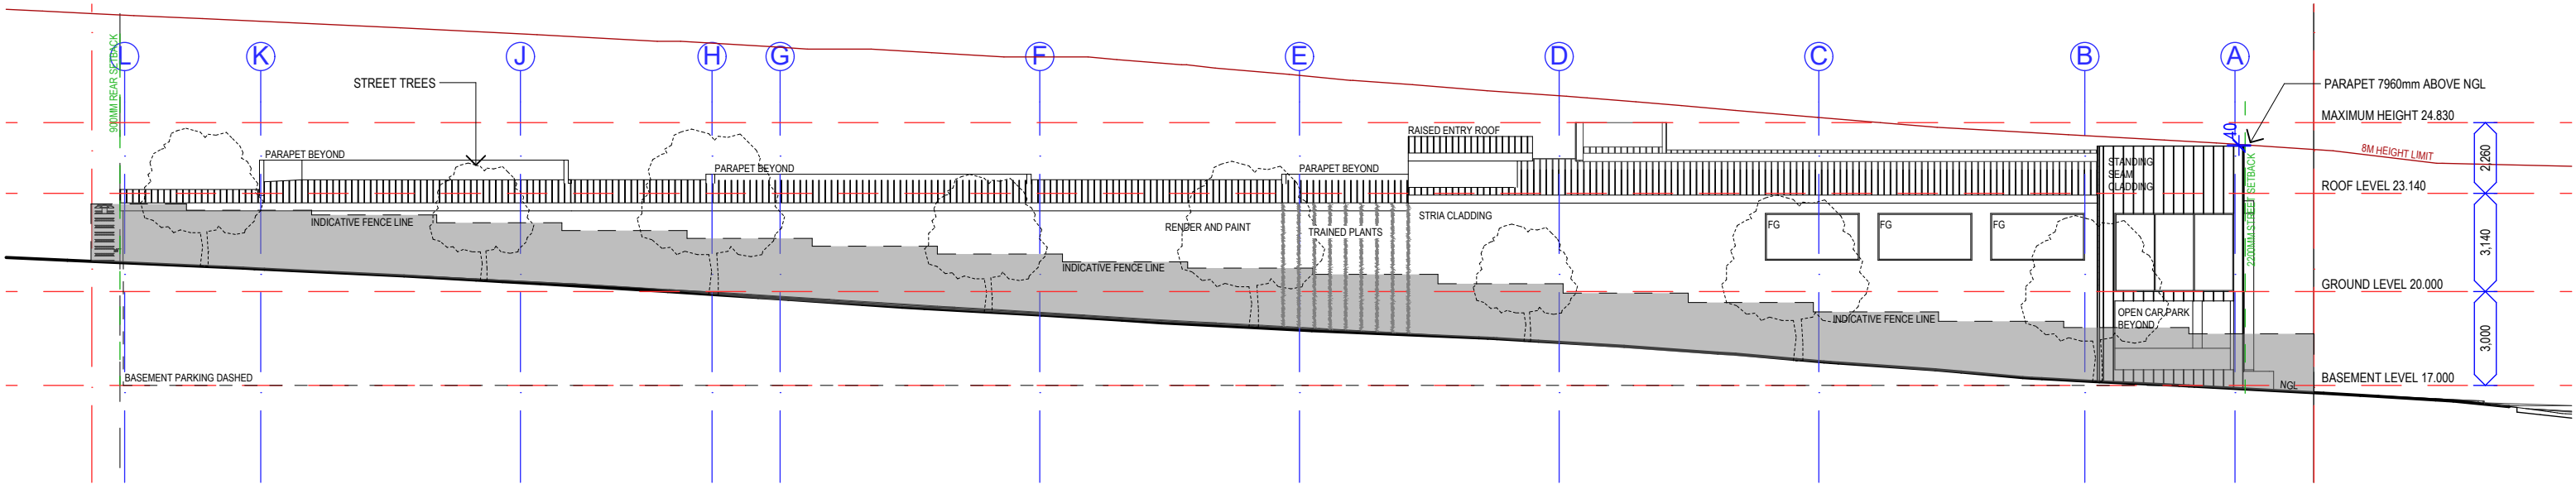 900MM REAR SETBACK
L
K
J
H
G
F
E
D
C
B
A
STREET TREES
PARAPET 7960mm ABOVE NGL
MAXIMUM HEIGHT 24.830
40
8M HEIGHT LIMIT
RAISED ENTRY ROOF
PARAPET BEYOND
PARAPET BEYOND
PARAPET BEYOND
STANDING
SEAM
CLADDING
2,260
ROOF LEVEL 23.140
2200MM STREET SETBACK
INDICATIVE FENCE LINE
RENDER AND PAINT
TRAINED PLANTS
STRIA CLADDING
FG
FG
FG
3,140
INDICATIVE FENCE LINE
GROUND LEVEL 20.000
INDICATIVE FENCE LINE
OPEN CAR PARK
BEYOND
3,000
BASEMENT PARKING DASHED
NGL
BASEMENT LEVEL 17.000